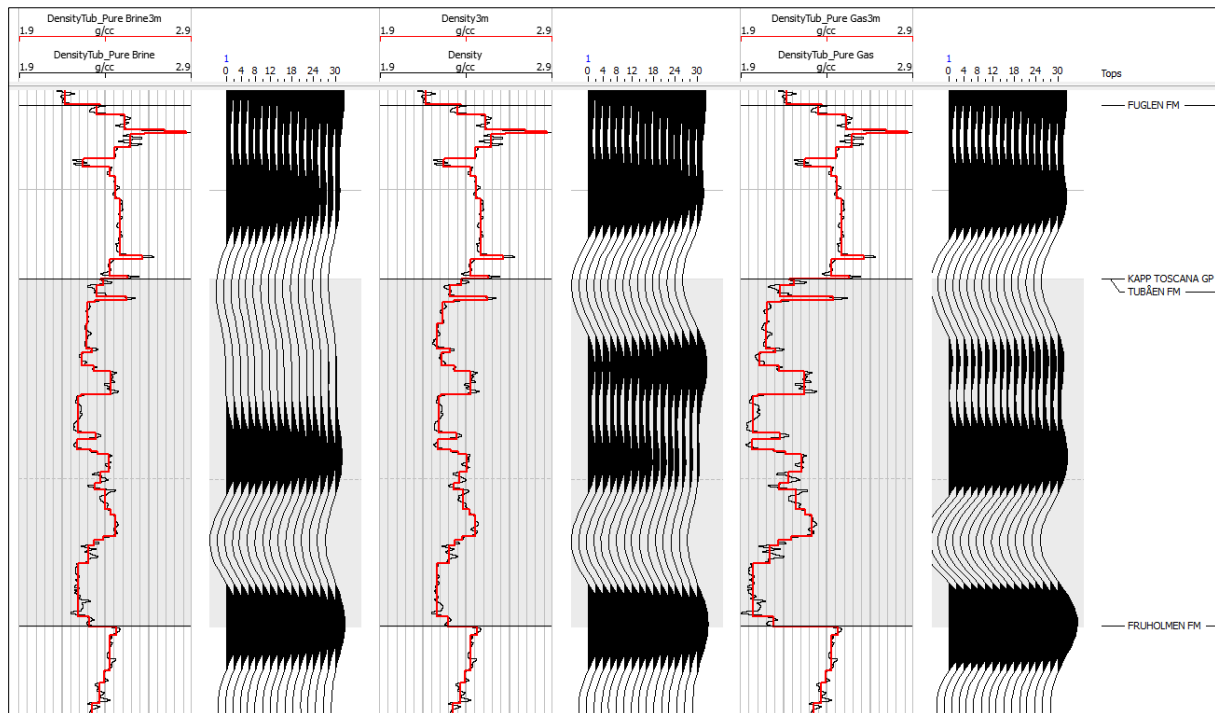 DensityTub_Pure Brine3m
1.9 g/cc 2.9
DensityTub_Pure Brine
1.9 g/cc 2.9
1
0 4 8 12 18 24 30
Density3m
1.9 g/cc 2.9
Density
1.9 g/cc 2.9
1
0 4 8 12 18 24 30
DensityTub_Pure Gas3m
1.9 g/cc 2.9
DensityTub_Pure Gas
1.9 g/cc 2.9
1
0 4 8 12 18 24 30
Tops
FUGLEN FM
KAPP TOSCANA GP
TUBÅEN FM
FRUHOLMEN FM